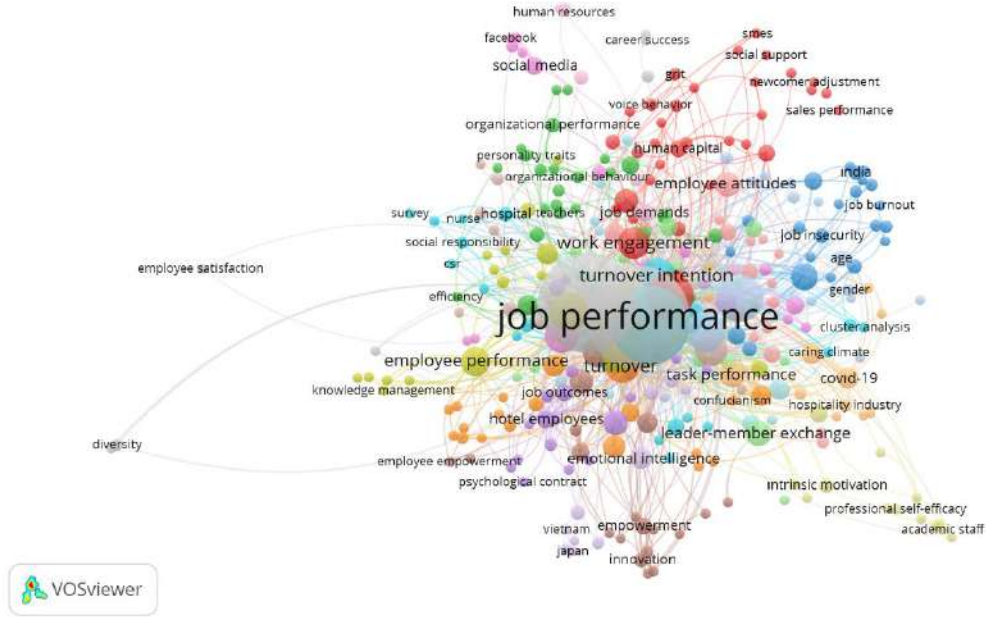 human resources
facebook
career success
smes
social media
social support
grit
newcomer adjustment
voice behavior
sales performance
organizational performance
human capital
personality traits
organizational behaviour
employee attitudes
india
survey
nurse
hospital
teachers
job demands
job burnout
social responsibility
work engagement
job insecurity
csr
age
employee satisfaction
turnover intention
efficiency
gender
job performance
cluster analysis
caring climate
employee performance
turnover
task performance
covid-19
knowledge management
job outcomes
confucianism
hospitality industry
hotel employees
leader-member exchange
diversity
employee empowerment
emotional intelligence
psychological contract
intrinsic motivation
professional self-efficacy
vietnam
empowerment
academic staff
japan
innovation
VOSviewer